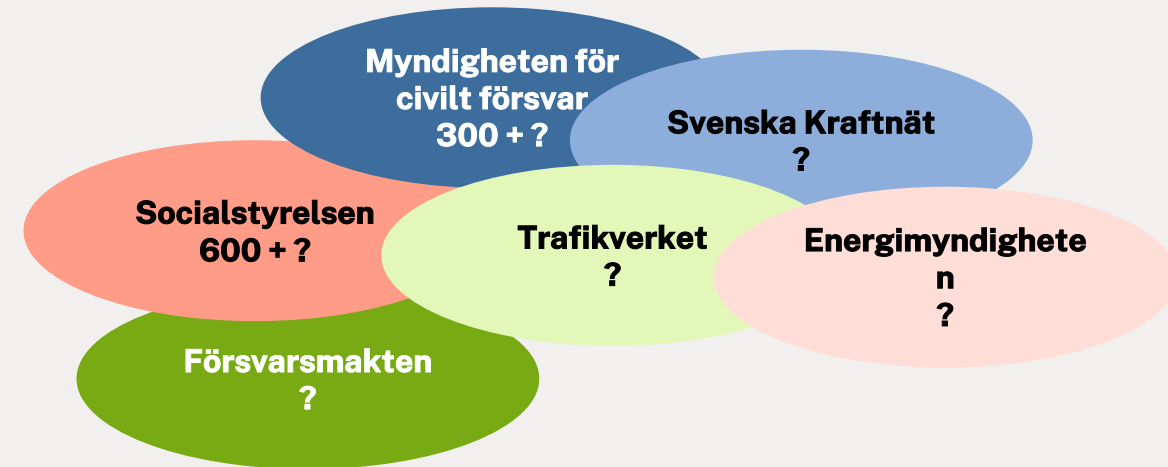 Myndigheten för
civilt försvar
300 + ?
Svenska Kraftnät
?
Socialstyrelsen
600 + ?
Trafikverket
?
Energimyndighete
n
?
Försvarsmakten
?